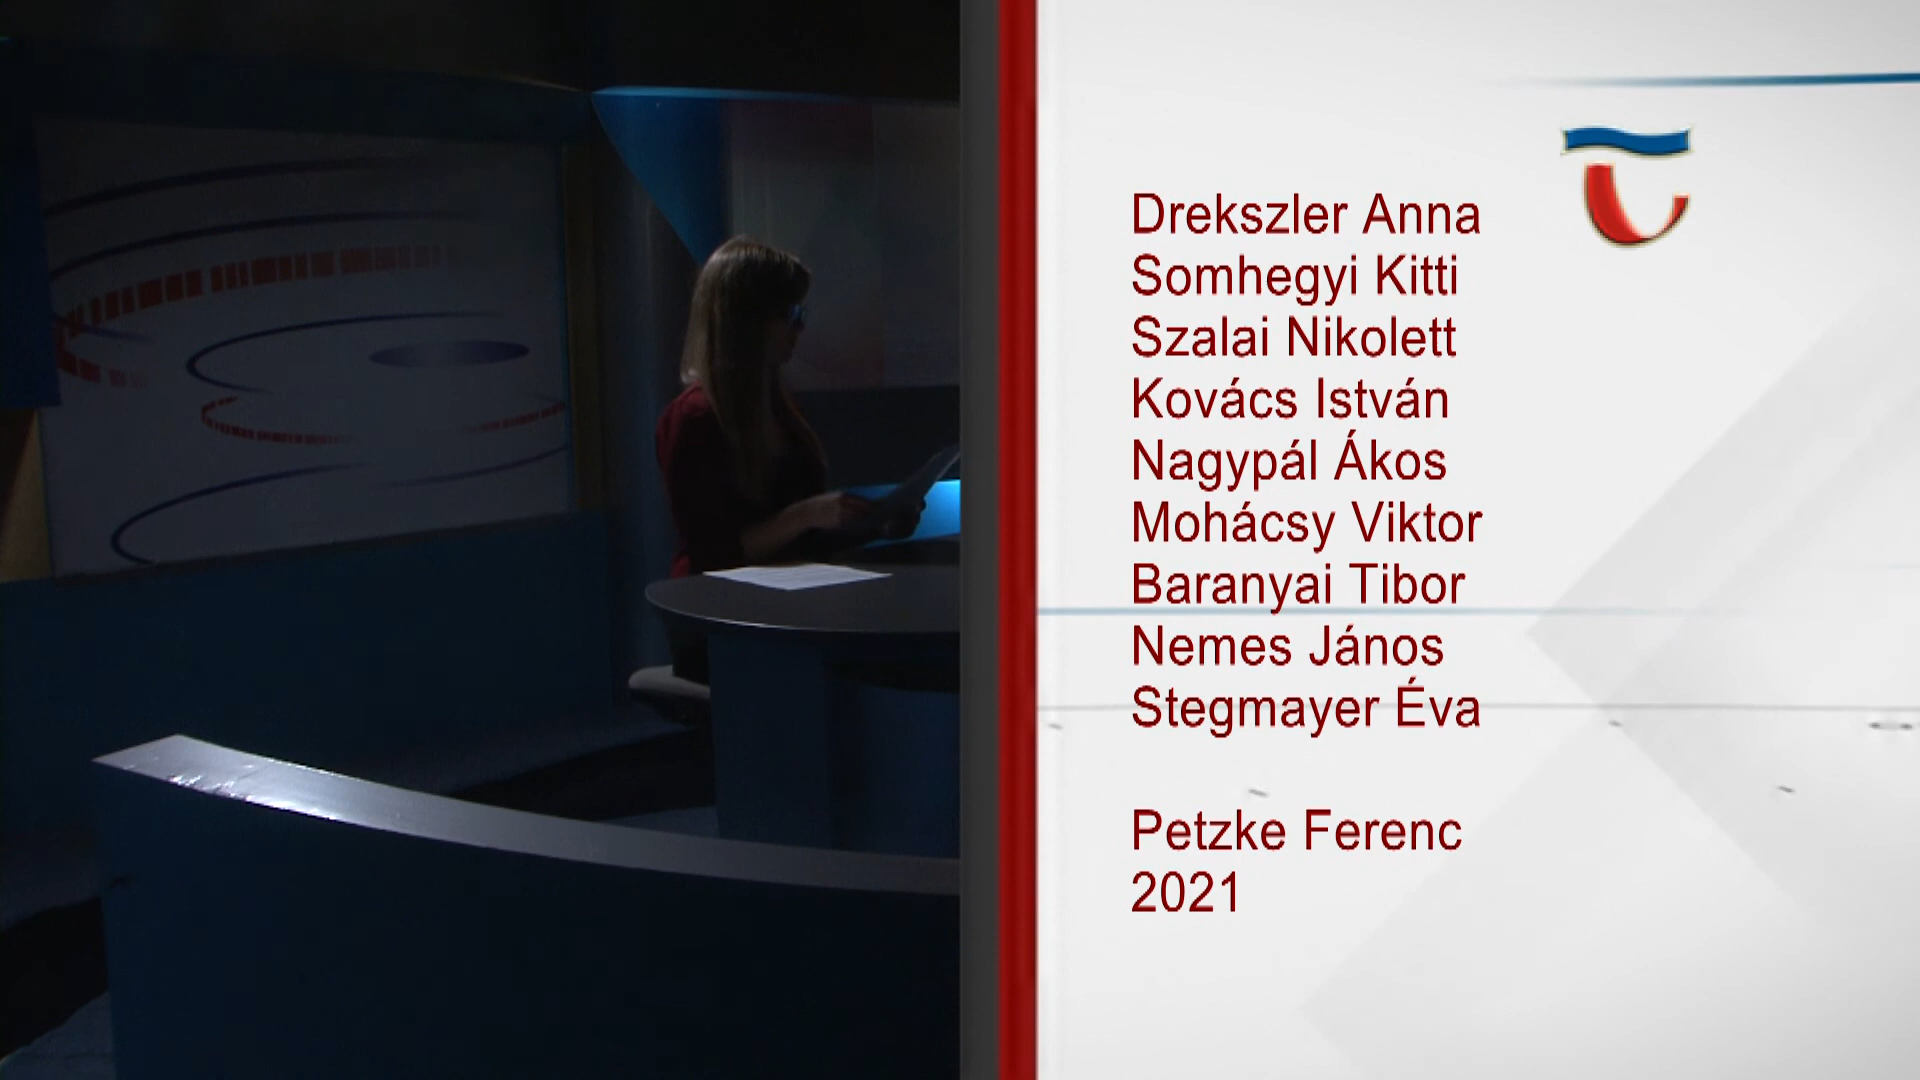 Drekszler Anna
Somhegyi Kitti
Szalai Nikolett
Kovács István
Nagypál Ákos
Mohácsy Viktor
Baranyai Tibor
Nemes János
Stegmayer Éva
Petzke Ferenc
2021